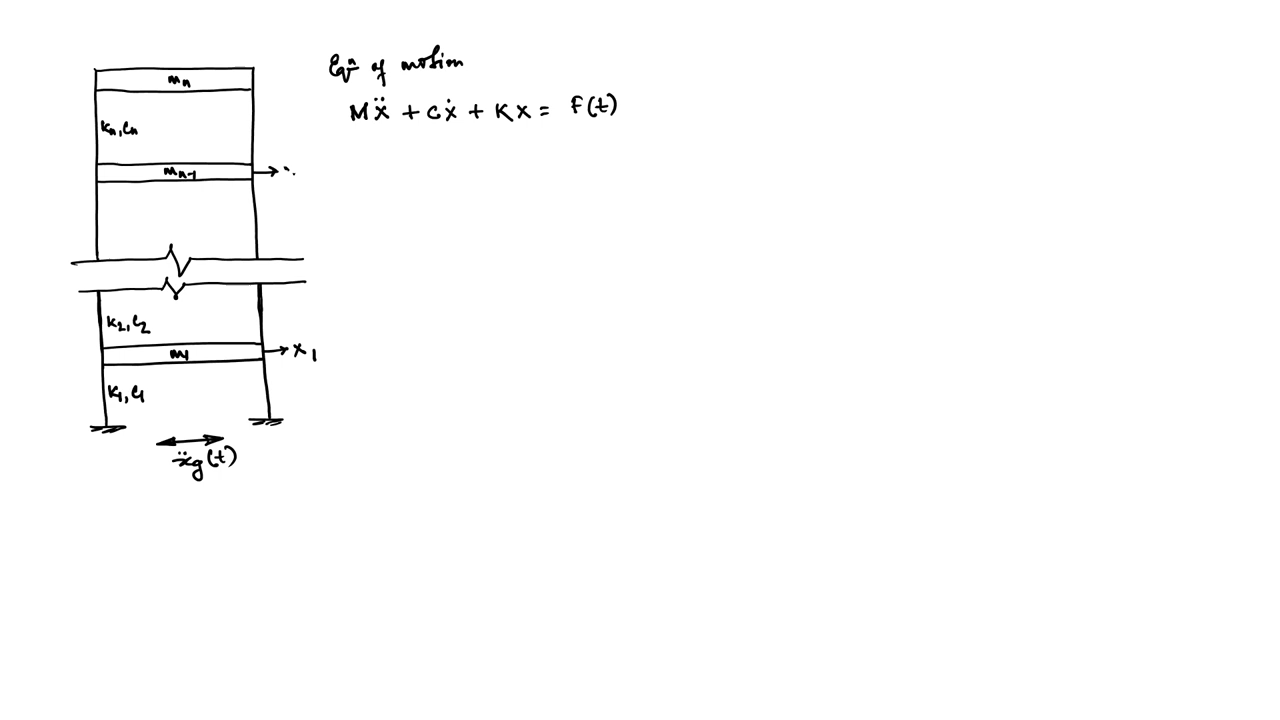 Eqⁿ of motion
Mẍ + cẋ + Kx = F(t)
mₙ
kₙ, cₙ
mₙ₋₁
k₂, c₂
m₁
x₁
k₁, c₁
ẍg(t)